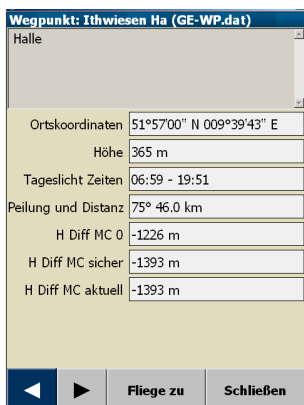 Wegpunkt: Ithwiesen Ha (GE-WP.dat)
Halle
Ortskoordinaten 51°57'00" N 009°39'43" E
Höhe 365 m
Tageslicht Zeiten 06:59 - 19:51
Peilung und Distanz 75° 46.0 km
H Diff MC 0 -1226 m
H Diff MC sicher -1393 m
H Diff MC aktuell -1393 m
Fliege zu Schließen